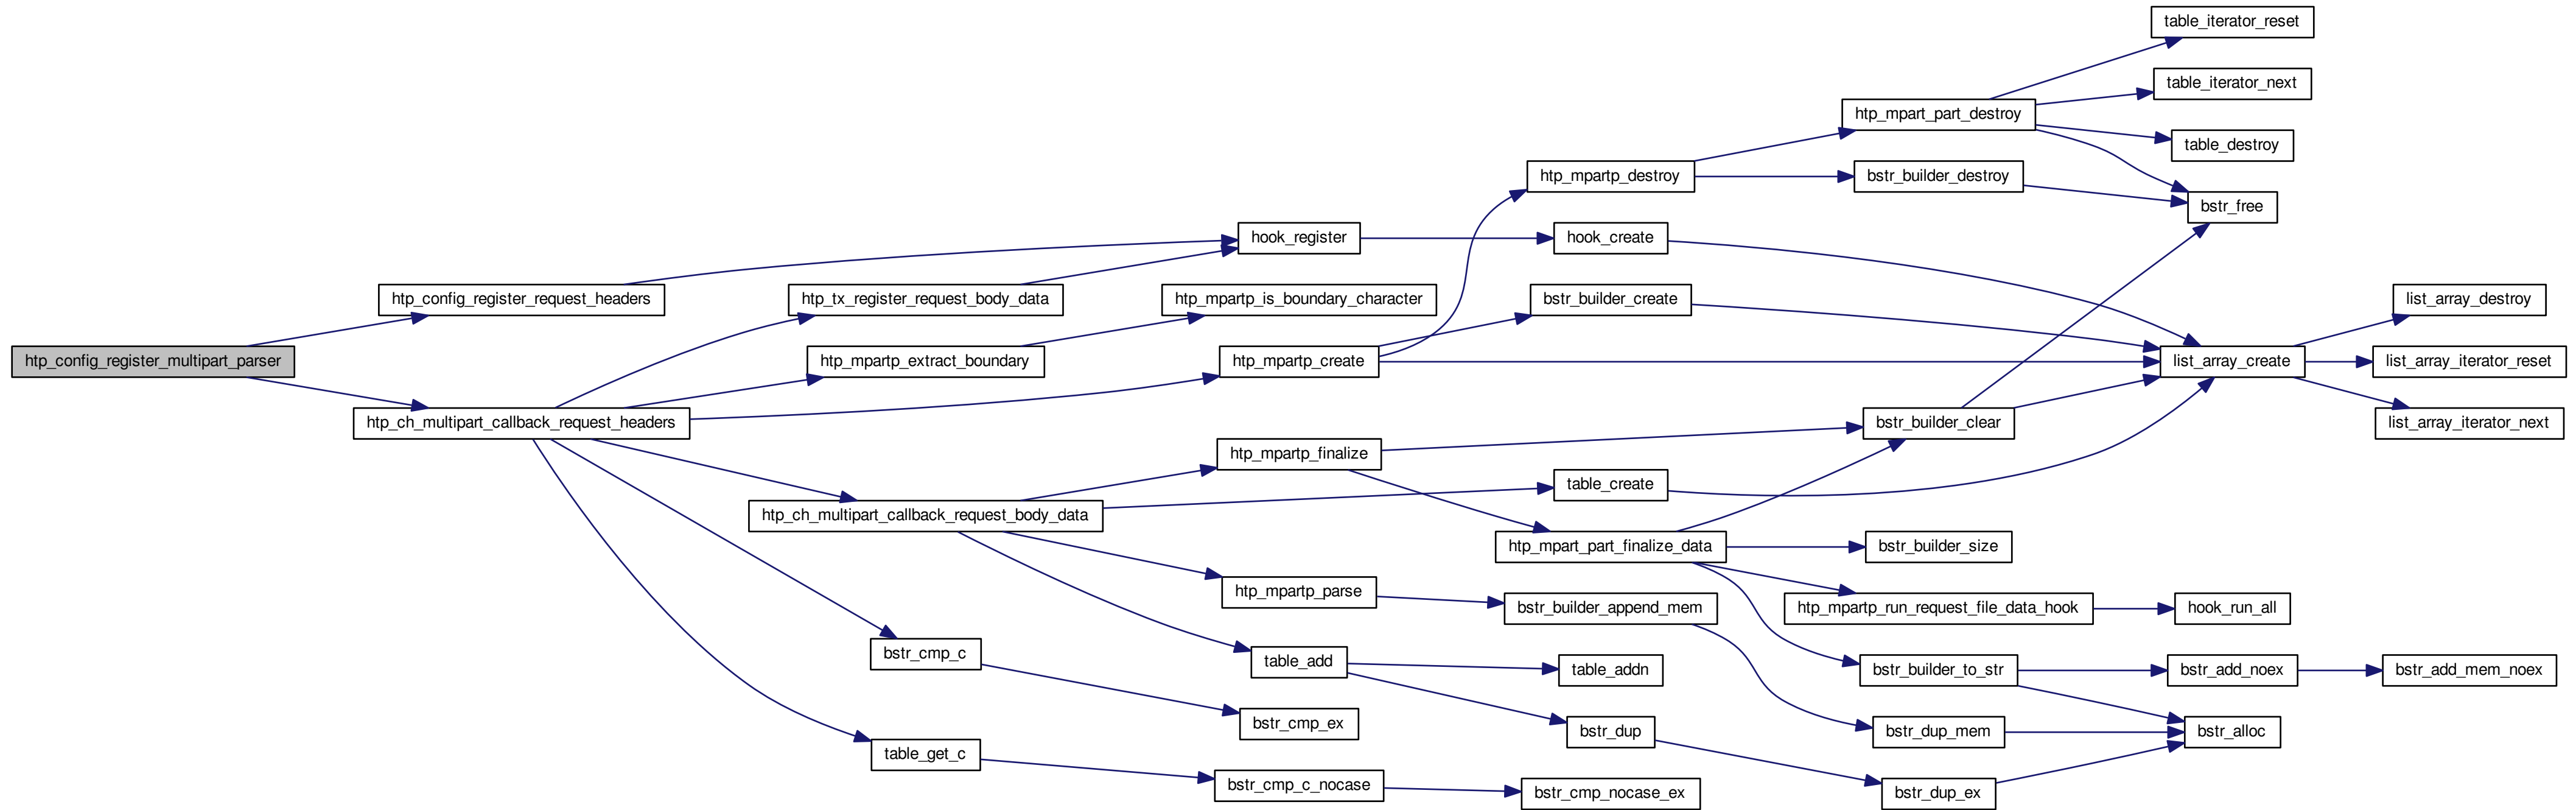 table_iterator_reset
table_iterator_next
htp_mpart_part_destroy
table_destroy
htp_mpartp_destroy
bstr_builder_destroy
bstr_free
hook_register
hook_create
htp_config_register_request_headers
htp_tx_register_request_body_data
htp_mpartp_is_boundary_character
bstr_builder_create
list_array_destroy
htp_config_register_multipart_parser
htp_mpartp_extract_boundary
htp_mpartp_create
list_array_create
list_array_iterator_reset
htp_ch_multipart_callback_request_headers
bstr_builder_clear
list_array_iterator_next
htp_mpartp_finalize
table_create
htp_ch_multipart_callback_request_body_data
htp_mpart_part_finalize_data
bstr_builder_size
htp_mpartp_parse
bstr_builder_append_mem
htp_mpartp_run_request_file_data_hook
hook_run_all
bstr_cmp_c
table_add
table_addn
bstr_builder_to_str
bstr_add_noex
bstr_add_mem_noex
bstr_cmp_ex
bstr_dup
bstr_dup_mem
bstr_alloc
table_get_c
bstr_cmp_c_nocase
bstr_cmp_nocase_ex
bstr_dup_ex